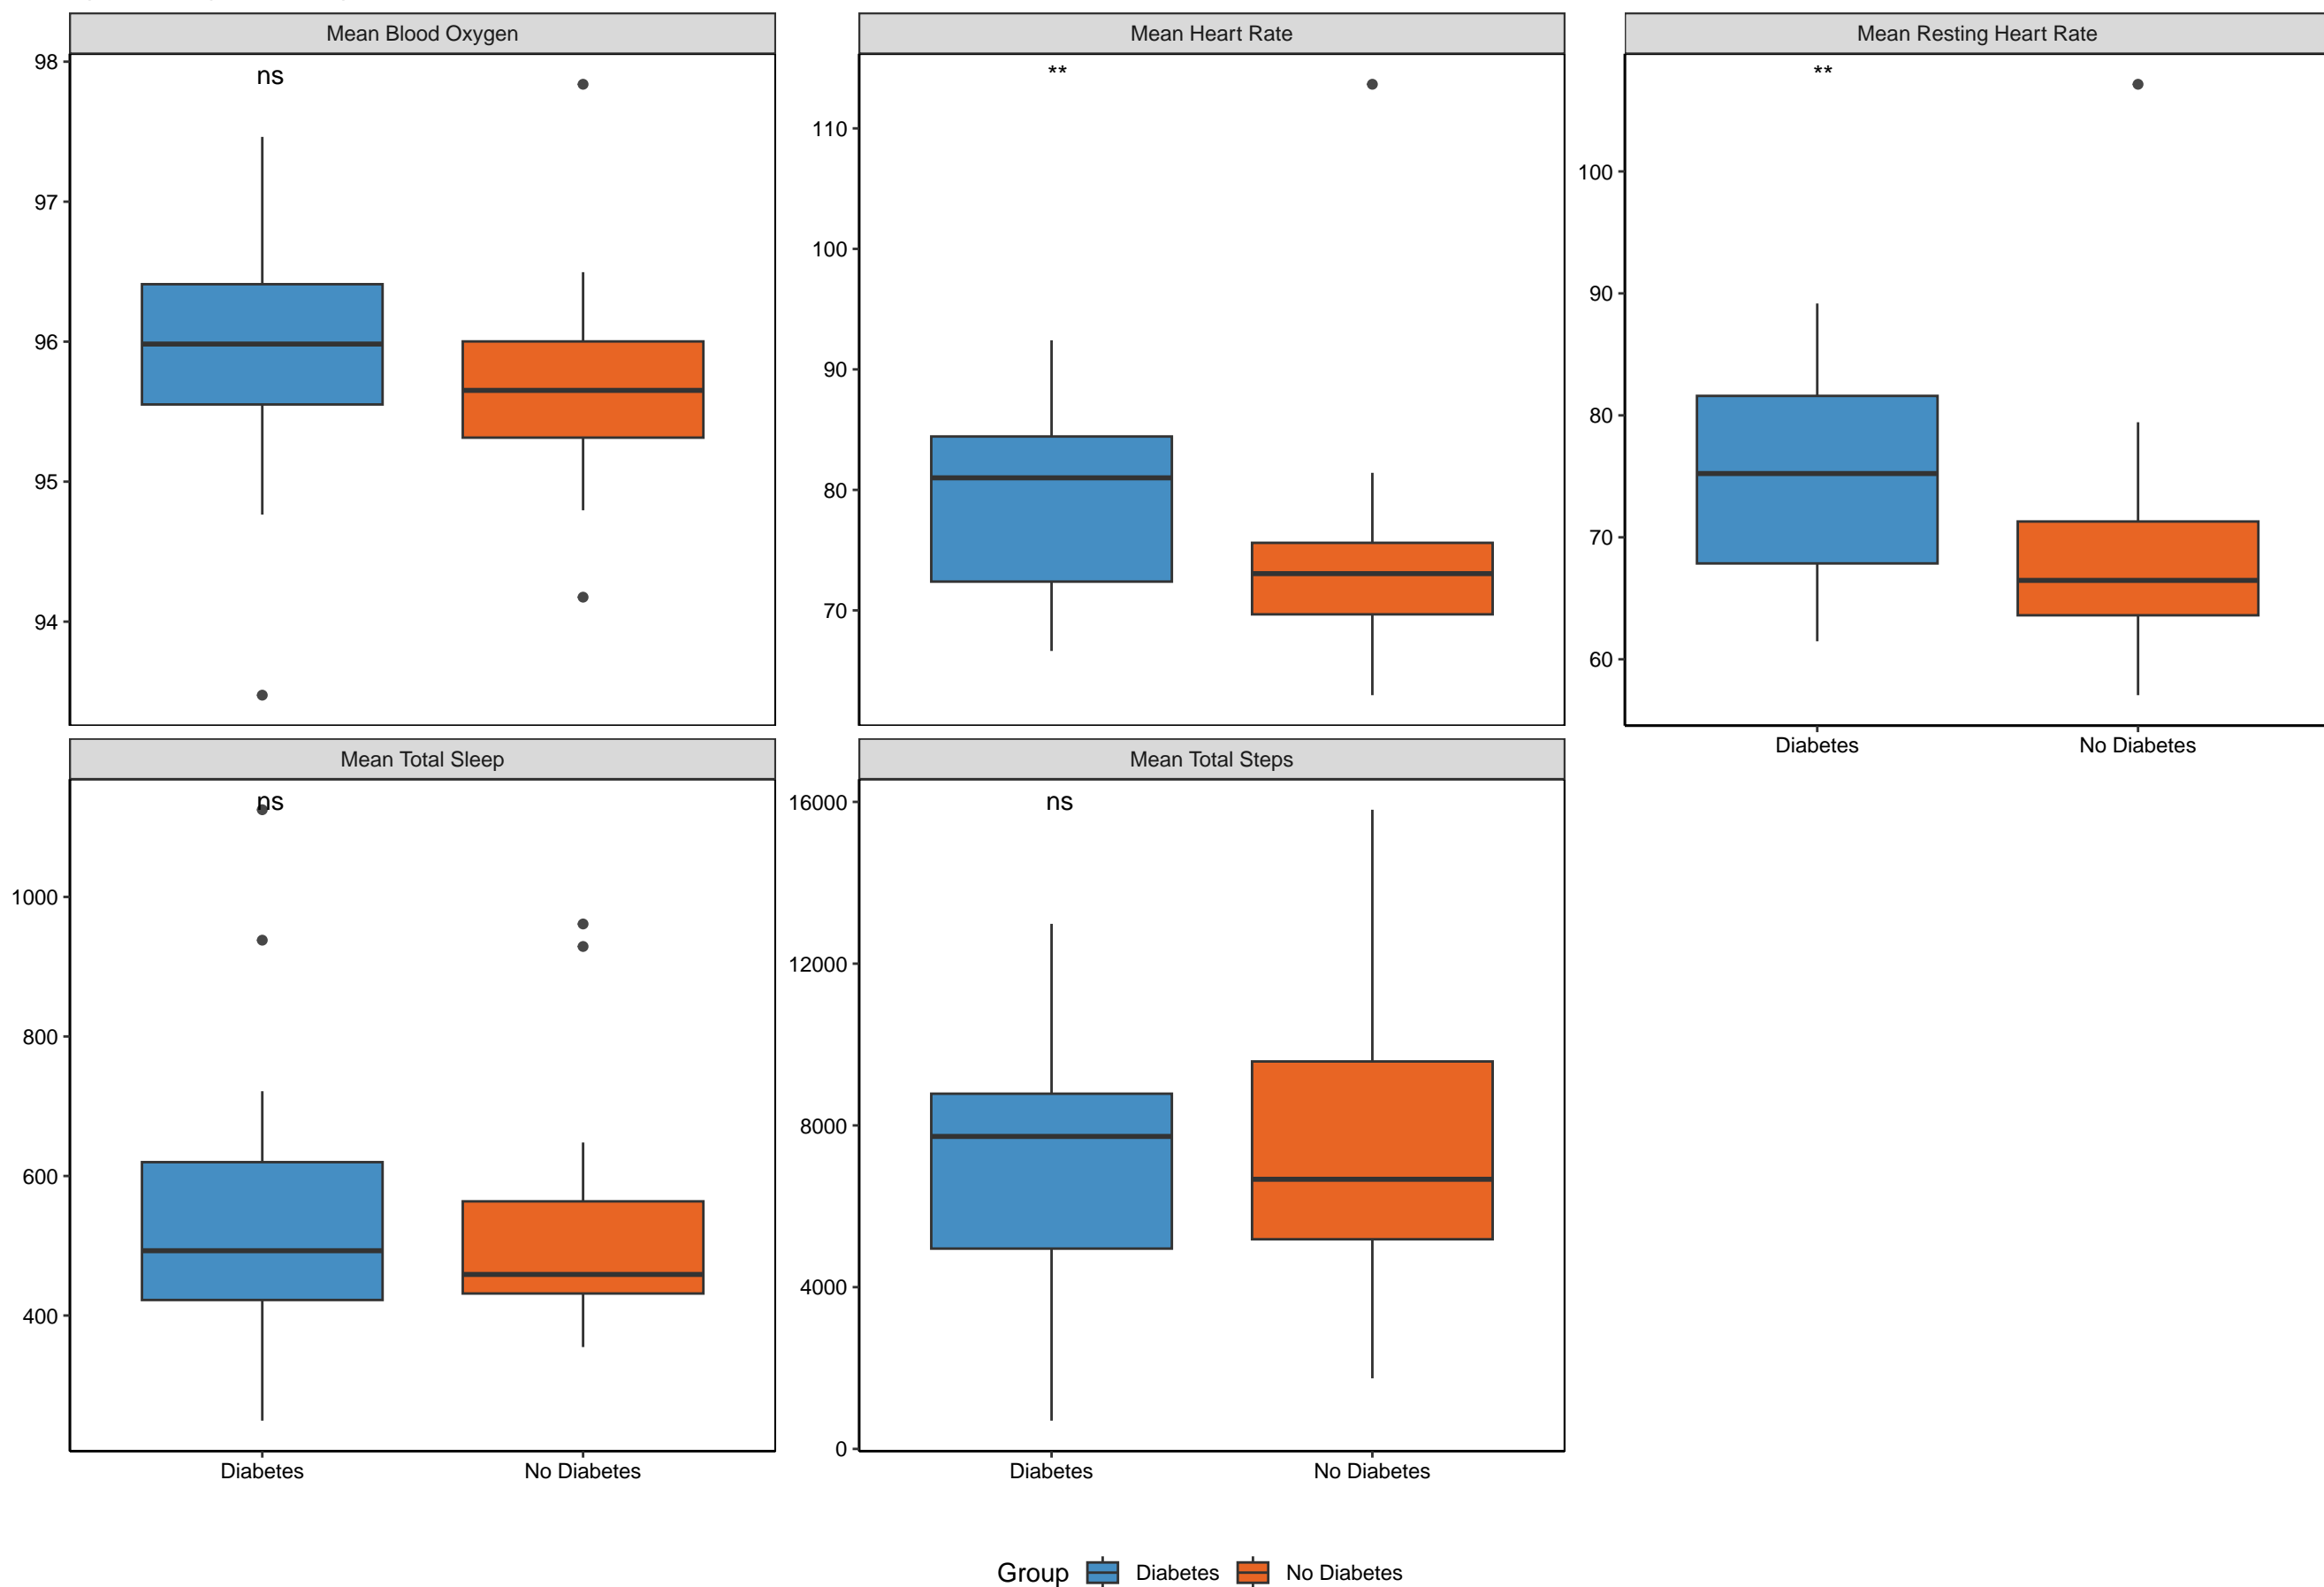 Mean Blood Oxygen
Mean Heart Rate
Mean Resting Heart Rate
ns
**
**
98
97
96
95
94
110
100
90
80
70
100
90
80
70
60
Diabetes
No Diabetes
Mean Total Sleep
Mean Total Steps
ns
ns
1000
800
600
400
16000
12000
8000
4000
0
Diabetes
No Diabetes
Diabetes
No Diabetes
Group Diabetes No Diabetes